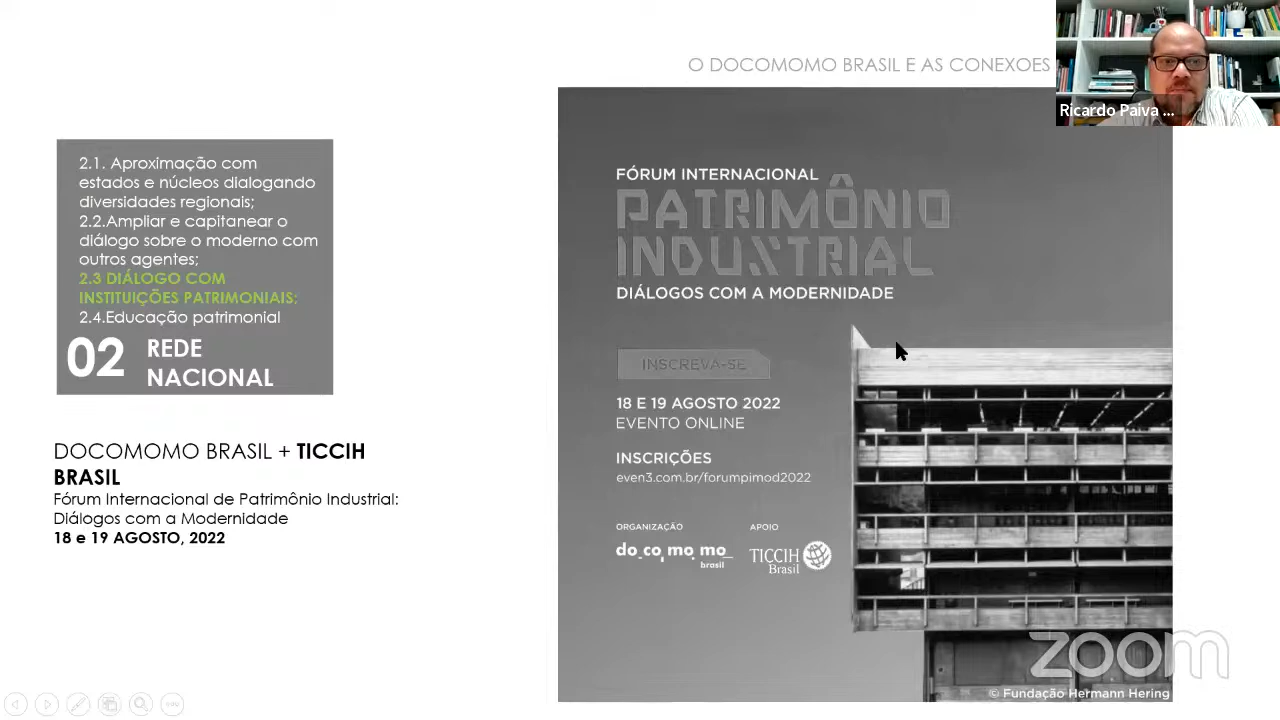 O DOCOMOMO BRASIL E AS CONEXOES
Ricardo Paiva ...
2.1. Aproximação com
estados e núcleos dialogando
diversidades regionais;
2.2.Ampliar e capitanear o
diálogo sobre o moderno com
outros agentes;
2.3 DIÁLOGO COM
INSTITUIÇÕES PATRIMONIAIS;
2.4.Educação patrimonial
02 REDE
NACIONAL
DOCOMOMO BRASIL + TICCIH
BRASIL
Fórum Internacional de Patrimônio Industrial:
Diálogos com a Modernidade
18 e 19 AGOSTO, 2022
FÓRUM INTERNACIONAL
PATRIMÔNIO
INDUSTRIAL
DIÁLOGOS COM A MODERNIDADE
INSCREVA-SE
18 E 19 AGOSTO 2022
EVENTO ONLINE
INSCRIÇÕES
even3.com.br/forumpimod2022
ORGANIZAÇÃO
do_co_mo_mo_
brasil
APOIO
TICCIH
Brasil
zoom
© Fundação Hermann Hering